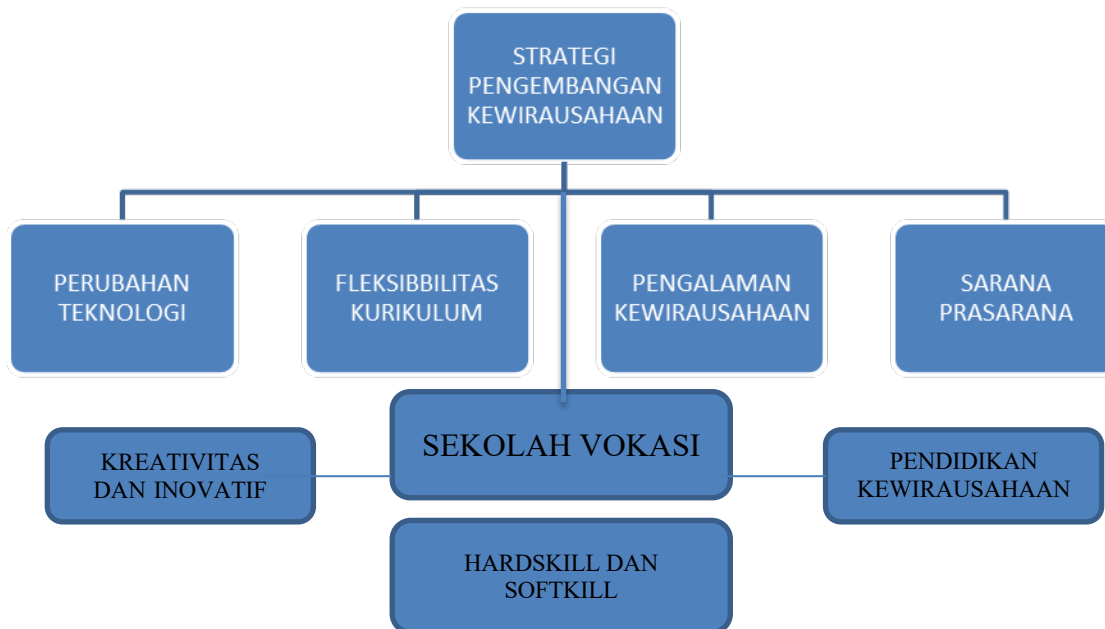 STRATEGI
PENGEMBANGAN
KEWIRAUSAHAAN
PERUBAHAN
TEKNOLOGI
FLEKSIBBILITAS
KURIKULUM
PENGALAMAN
KEWIRAUSAHAAN
SARANA
PRASARANA
KREATIVITAS
DAN INOVATIF
SEKOLAH VOKASI
PENDIDIKAN
KEWIRAUSAHAAN
HARDSKILL DAN
SOFTKILL